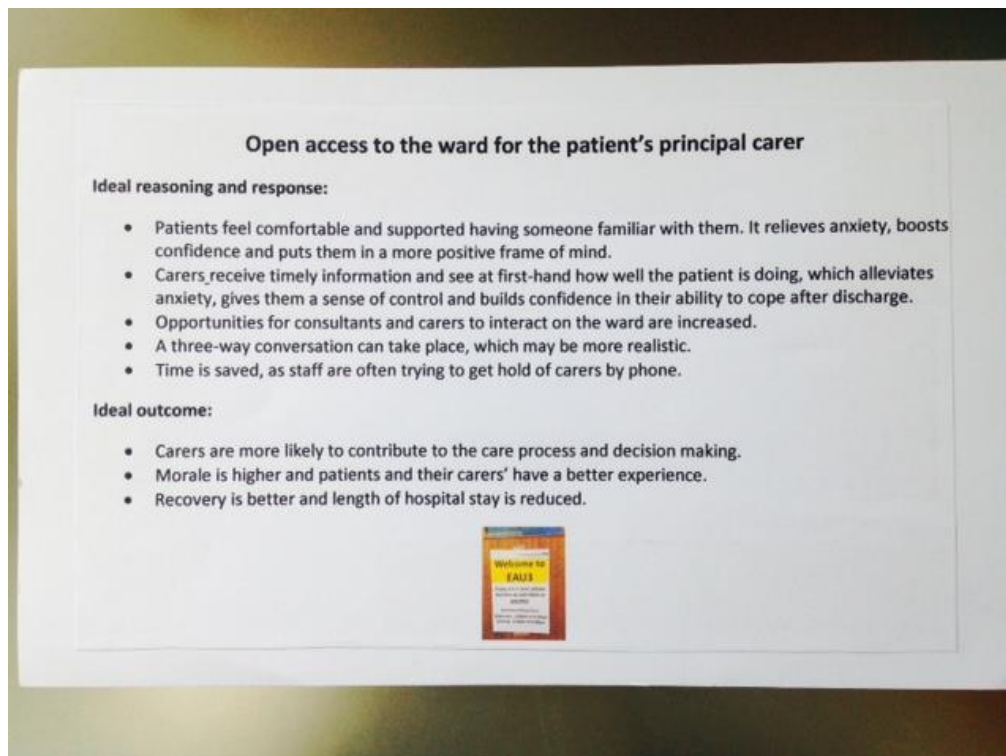 Open access to the ward for the patient's principal carer
Ideal reasoning and response:
• Patients feel comfortable and supported having someone familiar with them. It relieves anxiety, boosts
confidence and puts them in a more positive frame of mind.
• Carers receive timely information and see at first-hand how well the patient is doing, which alleviates
anxiety, gives them a sense of control and builds confidence in their ability to cope after discharge.
• Opportunities for consultants and carers to interact on the ward are increased.
• A three-way conversation can take place, which may be more realistic.
• Time is saved, as staff are often trying to get hold of carers by phone.
Ideal outcome:
• Carers are more likely to contribute to the care process and decision making.
• Morale is higher and patients and their carers' have a better experience.
• Recovery is better and length of hospital stay is reduced.
Welcome to
EAU3